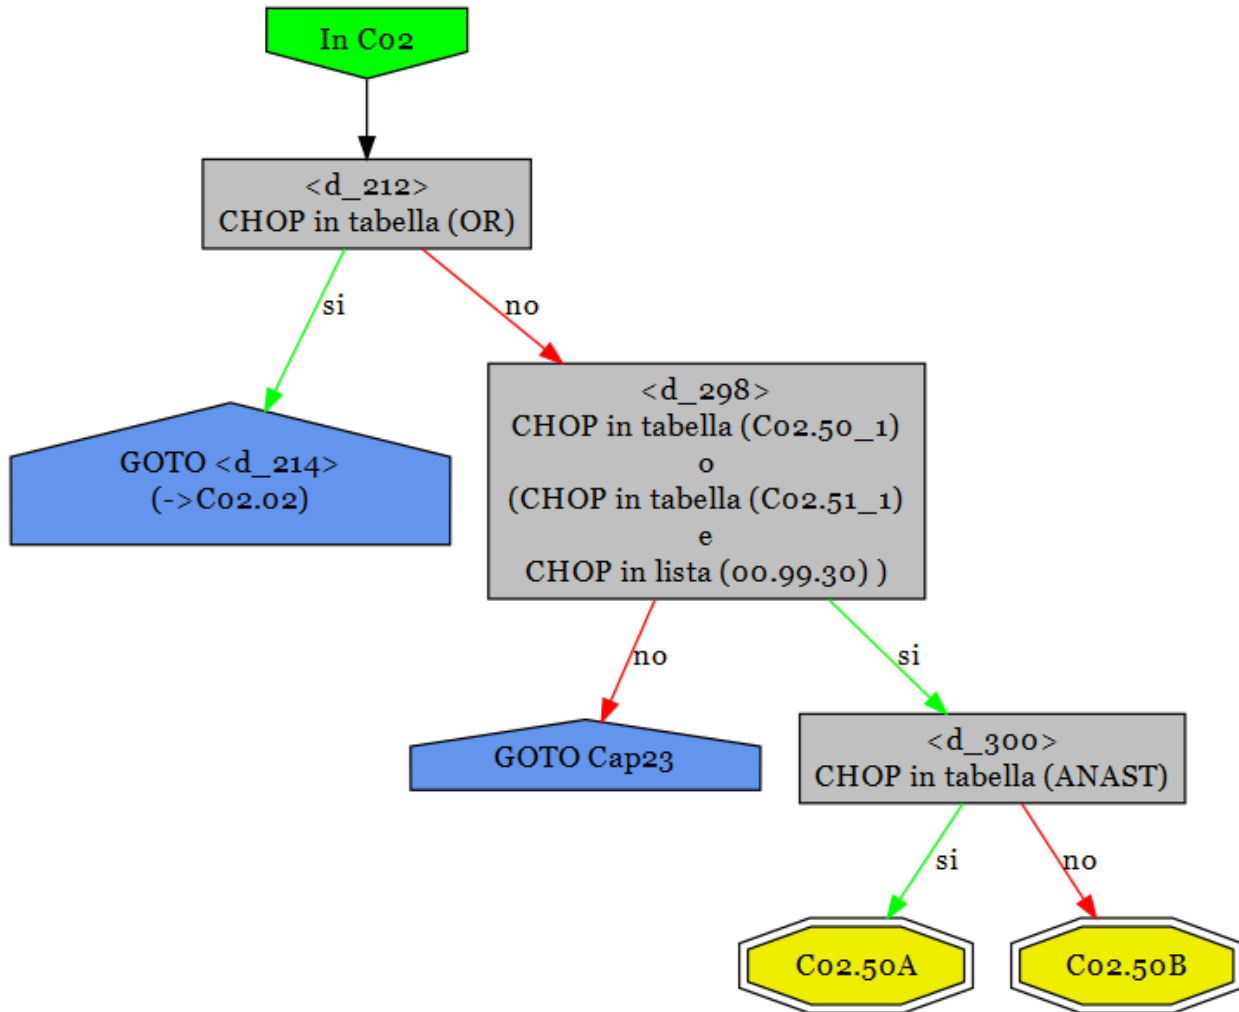 In C02
<d_212>
CHOP in tabella (OR)
si
no
<d_298>
CHOP in tabella (C02.50_1)
o
(CHOP in tabella (C02.51_1)
e
CHOP in lista (00.99.30) )
GOTO <d_214>
(->C02.02)
no
si
GOTO Cap23
<d_300>
CHOP in tabella (ANAST)
si
no
C02.50A
C02.50B